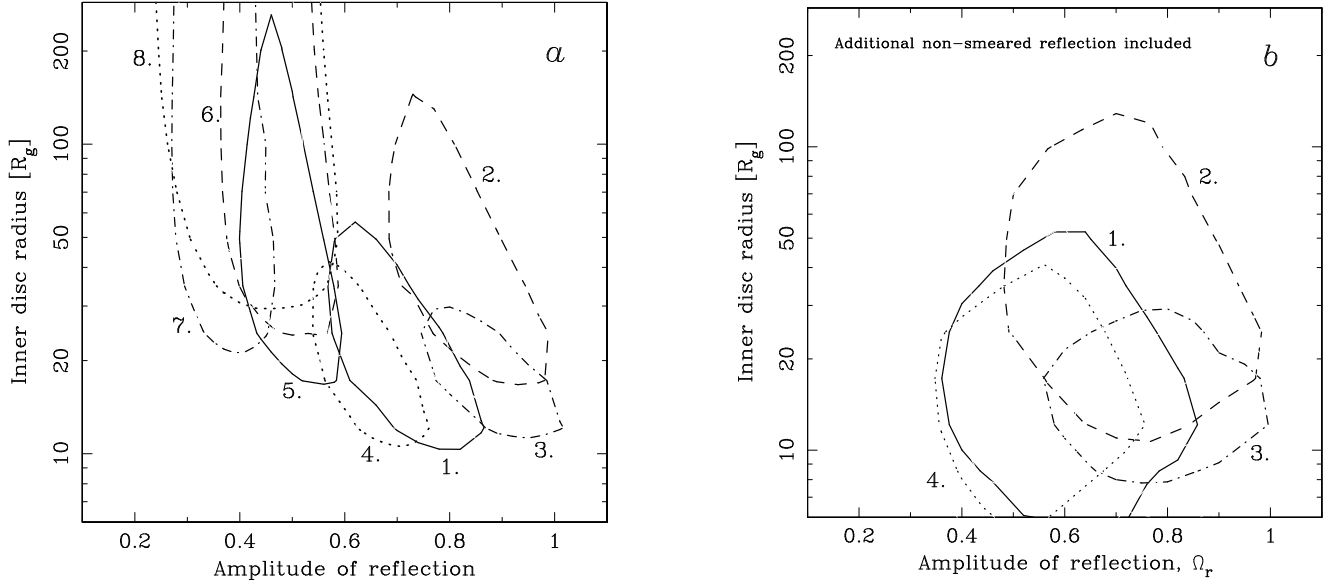 a
200
100
50
20
10
0.2 0.4 0.6 0.8 1
Inner disc radius [Rg]
Amplitude of reflection
8.
6.
2.
7.
5.
4.
1.
3.
Additional non-smeared reflection included
b
200
100
50
20
10
0.2 0.4 0.6 0.8 1
Inner disc radius [Rg]
Amplitude of reflection, Ωr
2.
1.
3.
4.